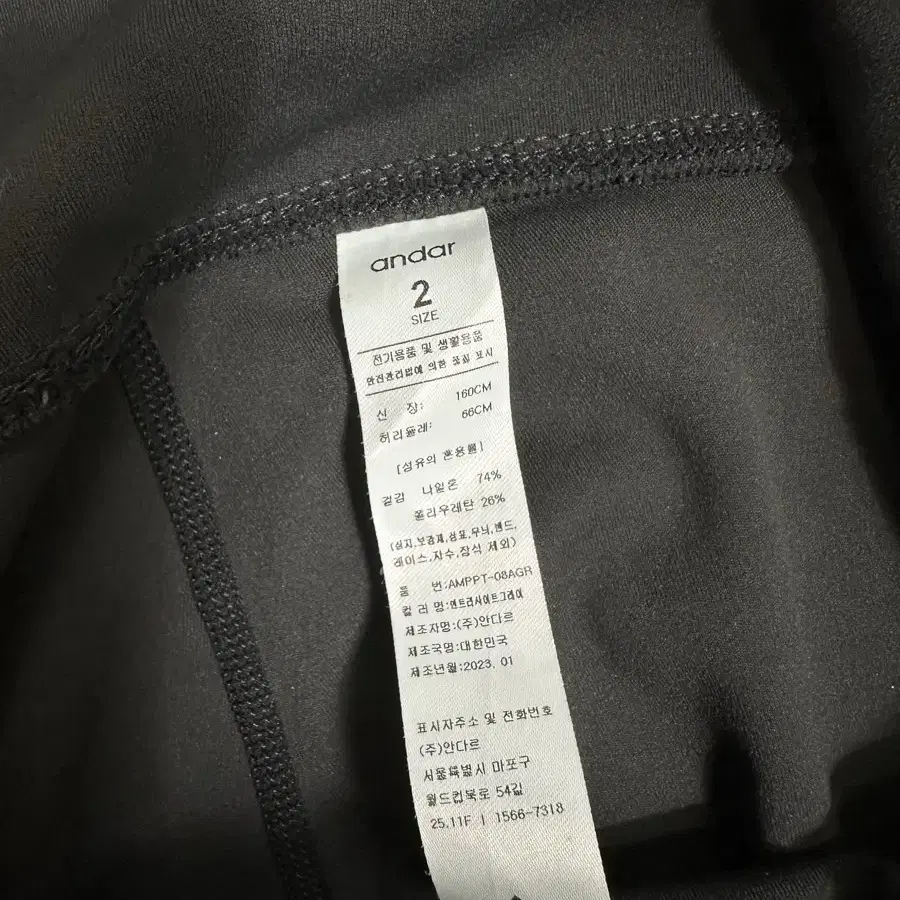 andar
2
SIZE
전기용품 및 생활용품
안전관리법에 의한 품질 표시
신 장: 160CM
허리둘레: 66CM
[섬유의 혼용률]
겉감 나일론 74%
폴리우레탄 26%
(심지,보강재,상표,무늬,밴드,
레이스,자수,장식 제외)
품 번:AMPPT-08AGR
컬 러 명:앤트러사이트그레이
제조자명:(주)안다르
제조국명:대한민국
제조년월:2023. 01
표시자주소 및 전화번호
(주)안다르
서울특별시 마포구
월드컵북로 54길
25.11F | 1566-7318